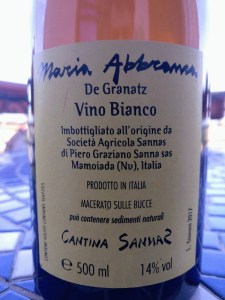 Maria Abbranca
De Granatz
Vino Bianco
Imbottigliato all'origine da
Società Agricola Sannas
di Piero Graziano Sanna sas
Mamoiada (Nu), Italia
PRODOTTO IN ITALIA
MACERATO SULLE BUCCE
può contenere sedimenti naturali
CANTINA SANNAS
e 500 ml 14% vol